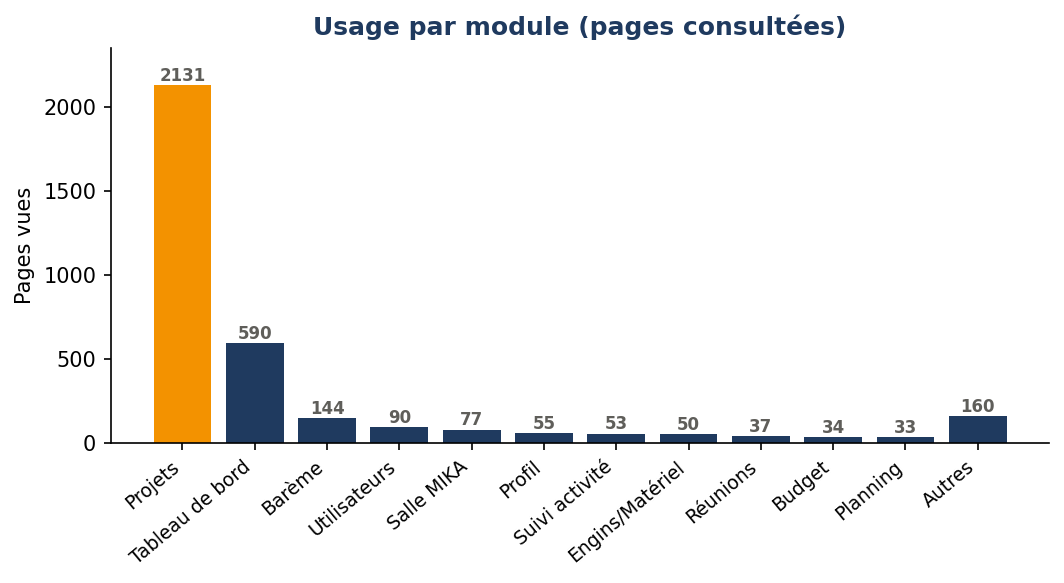 Usage par module (pages consultées)
Pages vues
2000
1500
1000
500
0
2131
590
144
90
77
55
53
50
37
34
33
160
Projets
Tableau de bord
Barème
Utilisateurs
Salle MIKA
Profil
Suivi activité
Engins/Matériel
Réunions
Budget
Planning
Autres